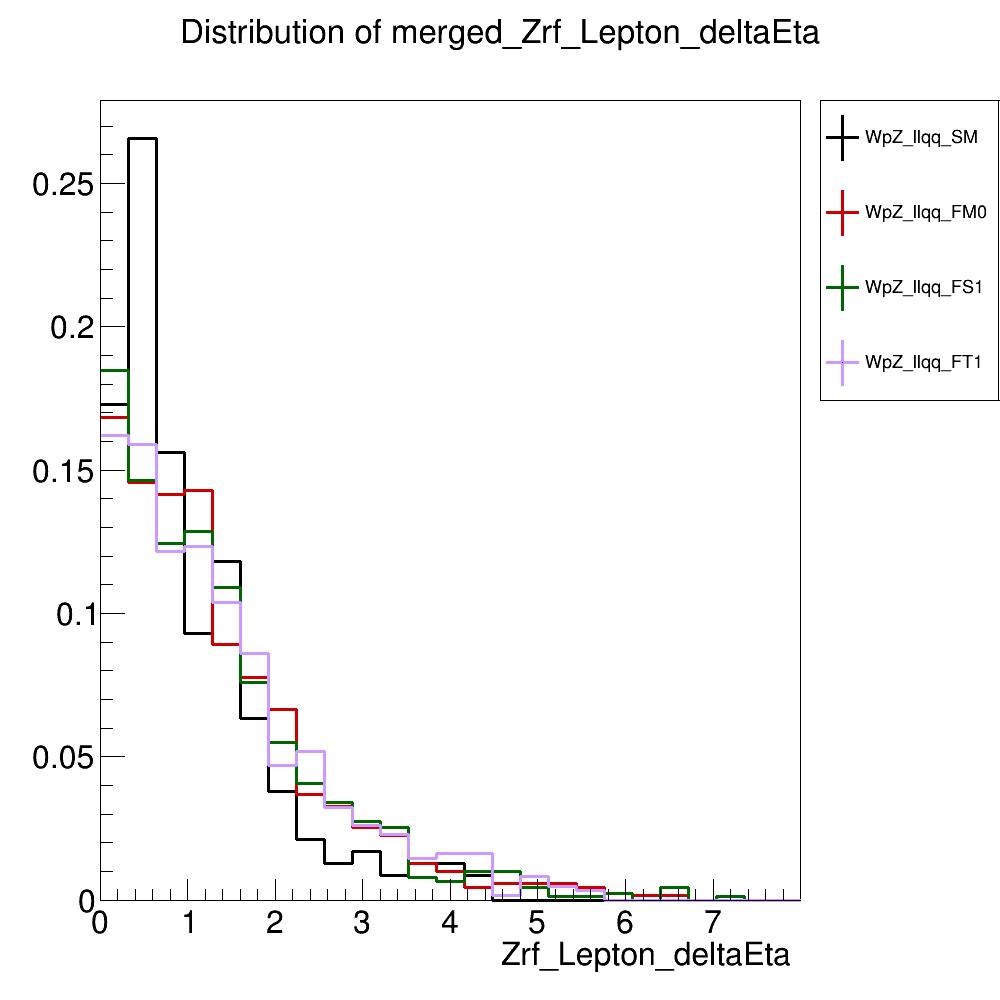 Distribution of merged_Zrf_Lepton_deltaEta
WpZ_llqq_SM
WpZ_llqq_FM0
WpZ_llqq_FS1
WpZ_llqq_FT1
0.25
0.2
0.15
0.1
0.05
0
0 1 2 3 4 5 6 7
Zrf_Lepton_deltaEta